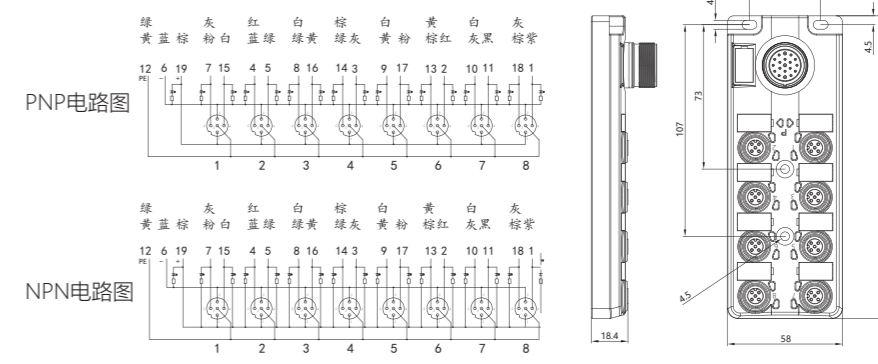 绿 灰 红 白 棕 白 黄 白 灰
黄 蓝 棕 粉 白 蓝 绿 绿 黄 绿 灰 黄 粉 棕 红 灰 黑 棕 紫
12 6 19 7 15 4 5 8 16 14 3 9 17 13 2 10 11 18 1
PE - +
PNP电路图
1 2 3 4 5 6 7 8
绿 灰 红 白 棕 白 黄 白 灰
黄 蓝 棕 粉 白 蓝 绿 绿 黄 绿 灰 黄 粉 棕 红 灰 黑 棕 紫
12 6 19 7 15 4 5 8 16 14 3 9 17 13 2 10 11 18 1
PE - +
NPN电路图
1 2 3 4 5 6 7 8
18.4
4.5
73
107
4.5
58